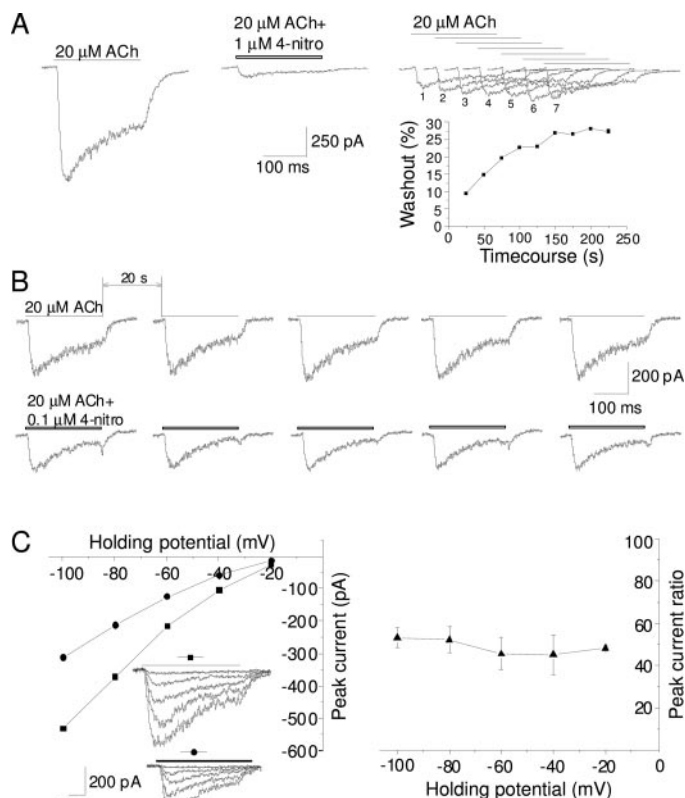 A
20 µM ACh
20 µM ACh+
1 µM 4-nitro
250 pA
100 ms
20 µM ACh
1 2 3 4 5 6 7
Washout (%)
30
25
20
15
10
5
0
0 50 100 150 200 250
Timecourse (s)
B
20 s
20 µM ACh
200 pA
100 ms
20 µM ACh+
0.1 µM 4-nitro
C
Holding potential (mV)
-100 -80 -60 -40 -20
-100
-200
-300
-400
-500
-600
Peak current (pA)
200 pA
100
80
60
40
20
Peak current ratio
-100 -80 -60 -40 -20 0
Holding potential (mV)